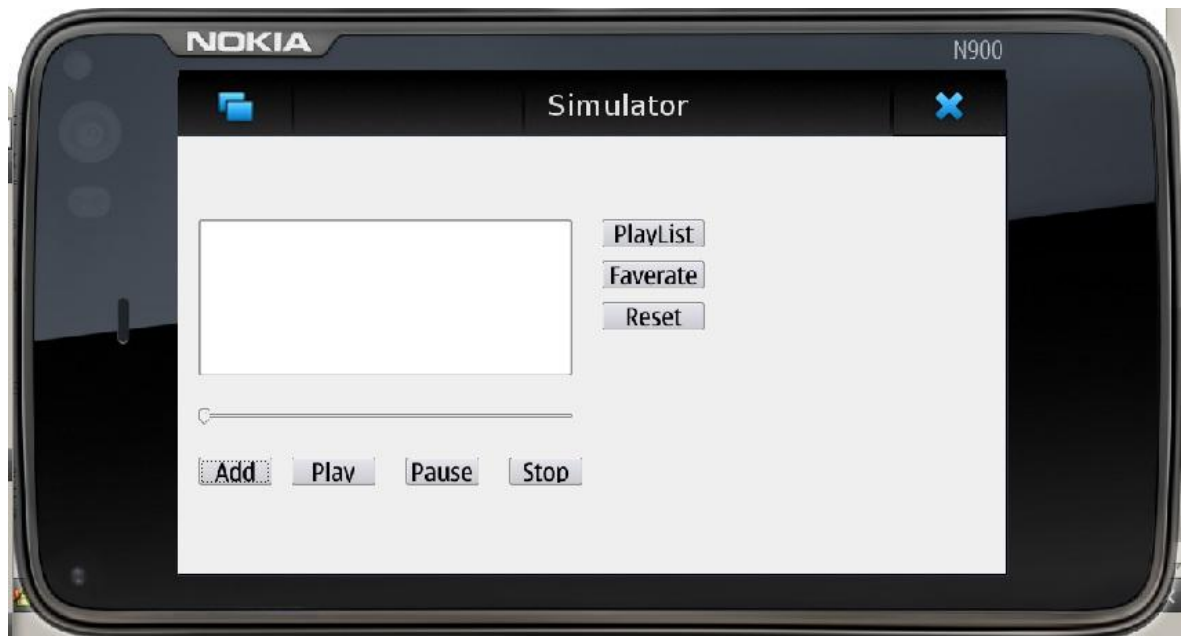 NOKIA
N900
Simulator
PlayList
Faverate
Reset
Add Play Pause Stop